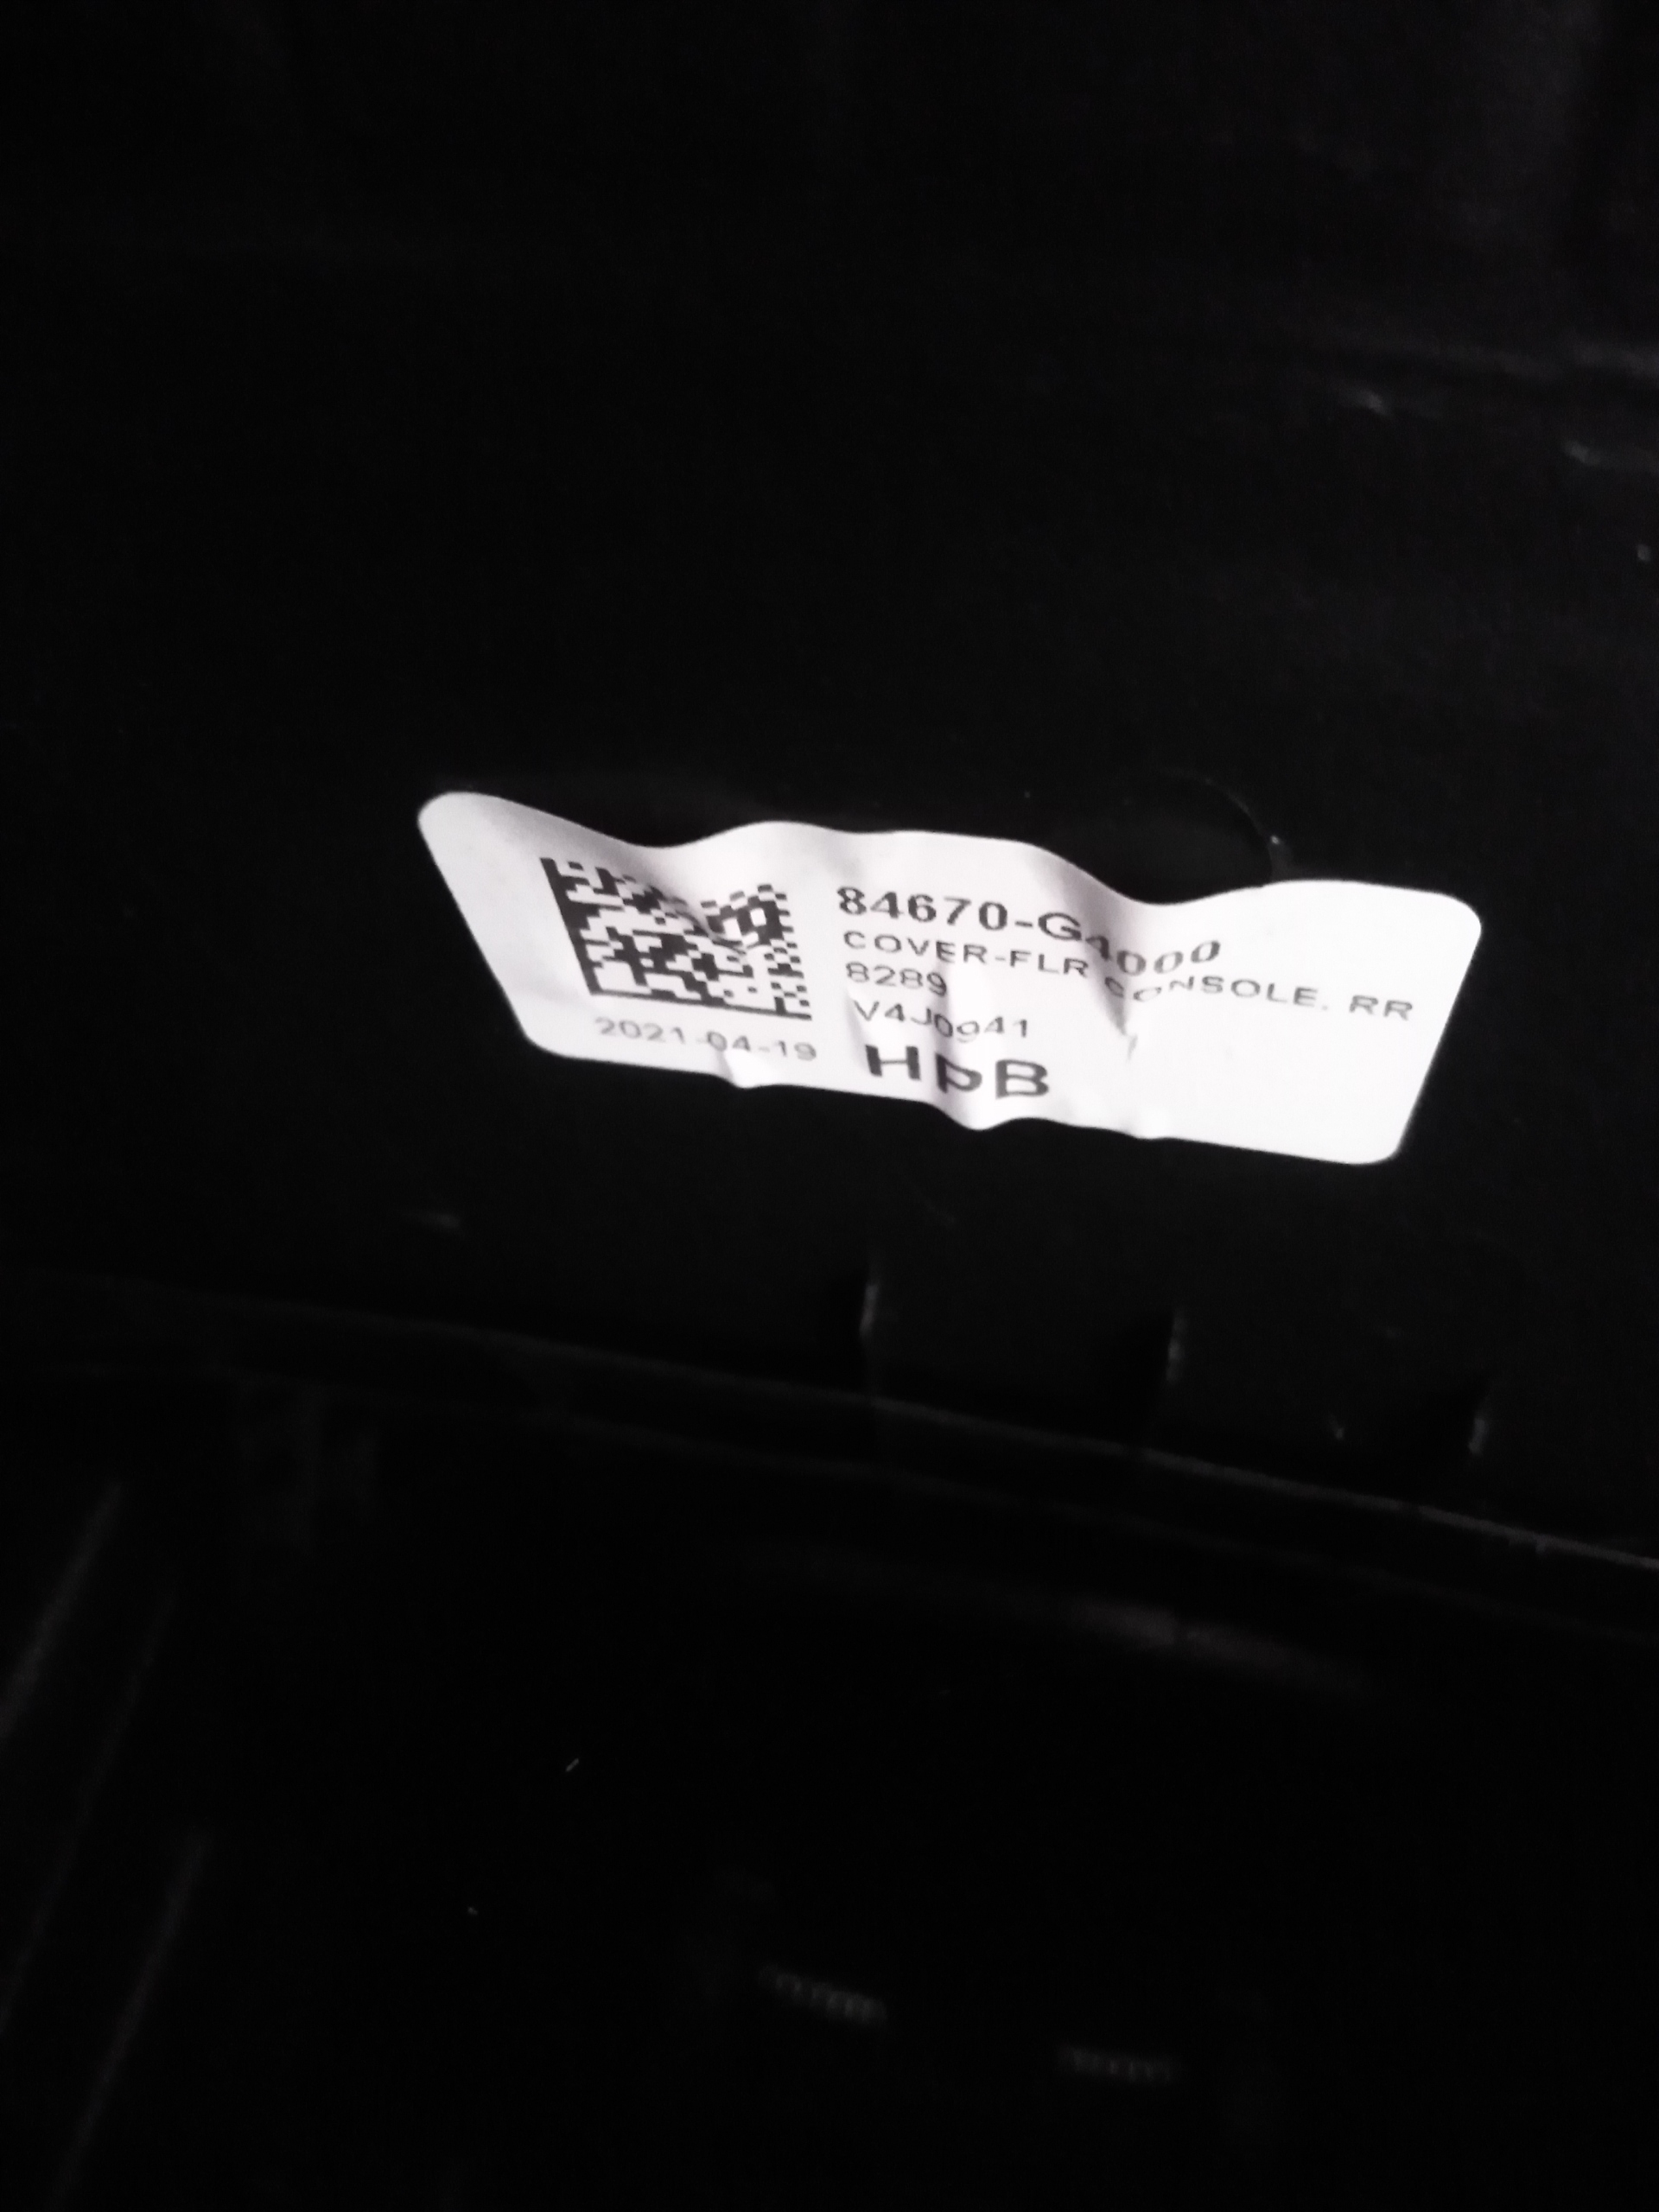 84670-G4000
COVER-FLR CONSOLE. RR
8289
V4J0941
2021-04-19
HPB